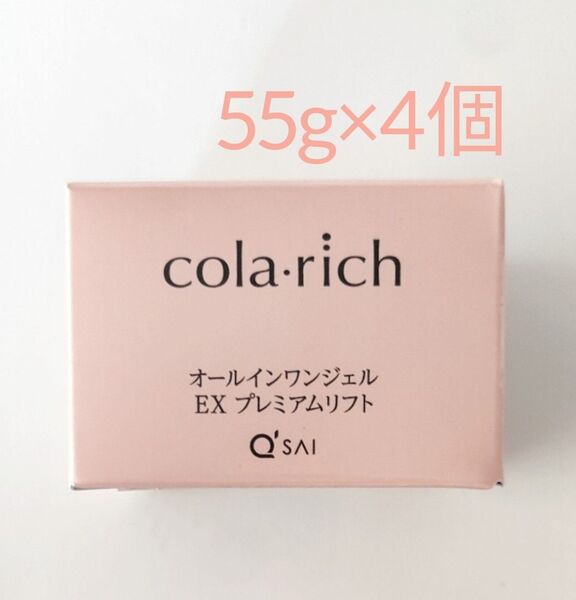 55g×4個
cola・rich
オールインワンジェル
EX プレミアムリフト
Q'SAI